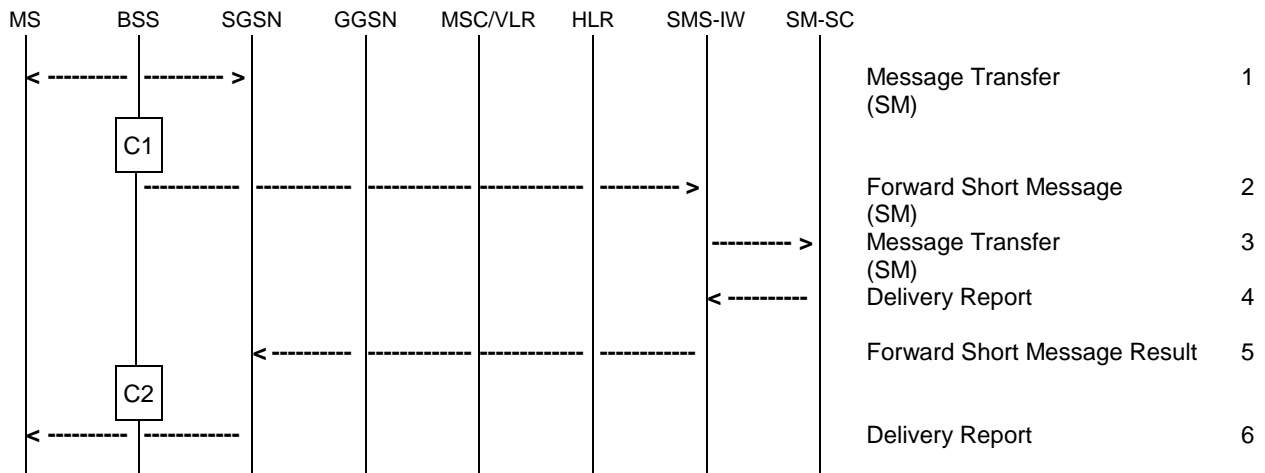 MS BSS SGSN GGSN MSC/VLR HLR SMS-IW SM-SC
Message Transfer 1
(SM)
C1
Forward Short Message 2
(SM)
Message Transfer 3
(SM)
Delivery Report 4
Forward Short Message Result 5
C2
Delivery Report 6